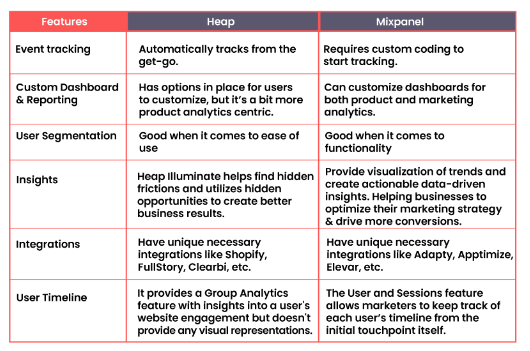 Features Heap Mixpanel
Event tracking
Automatically tracks from the
get-go.
Requires custom coding to
start tracking.
Custom Dashboard
& Reporting
Has options in place for users
to customize, but it's a bit more
product analytics centric.
Can customize dashboards for
both product and marketing
analytics.
User Segmentation
Good when it comes to ease of
use
Good when it comes to
functionality
Insights
Heap Illuminate helps find hidden
frictions and utilizes hidden
opportunities to create better
business results.
Provide visualization of trends and
create actionable data-driven
insights. Helping businesses to
optimize their marketing strategy
& drive more conversions.
Integrations
Have unique necessary
integrations like Shopify,
FullStory, Clearbi, etc.
Have unique necessary
integrations like Adapty, Apptimize,
Elevar, etc.
User Timeline
It provides a Group Analytics
feature with insights into a user's
website engagement but doesn't
provide any visual representations.
The User and Sessions feature
allows marketers to keep track of
each user's timeline from the
initial touchpoint itself.